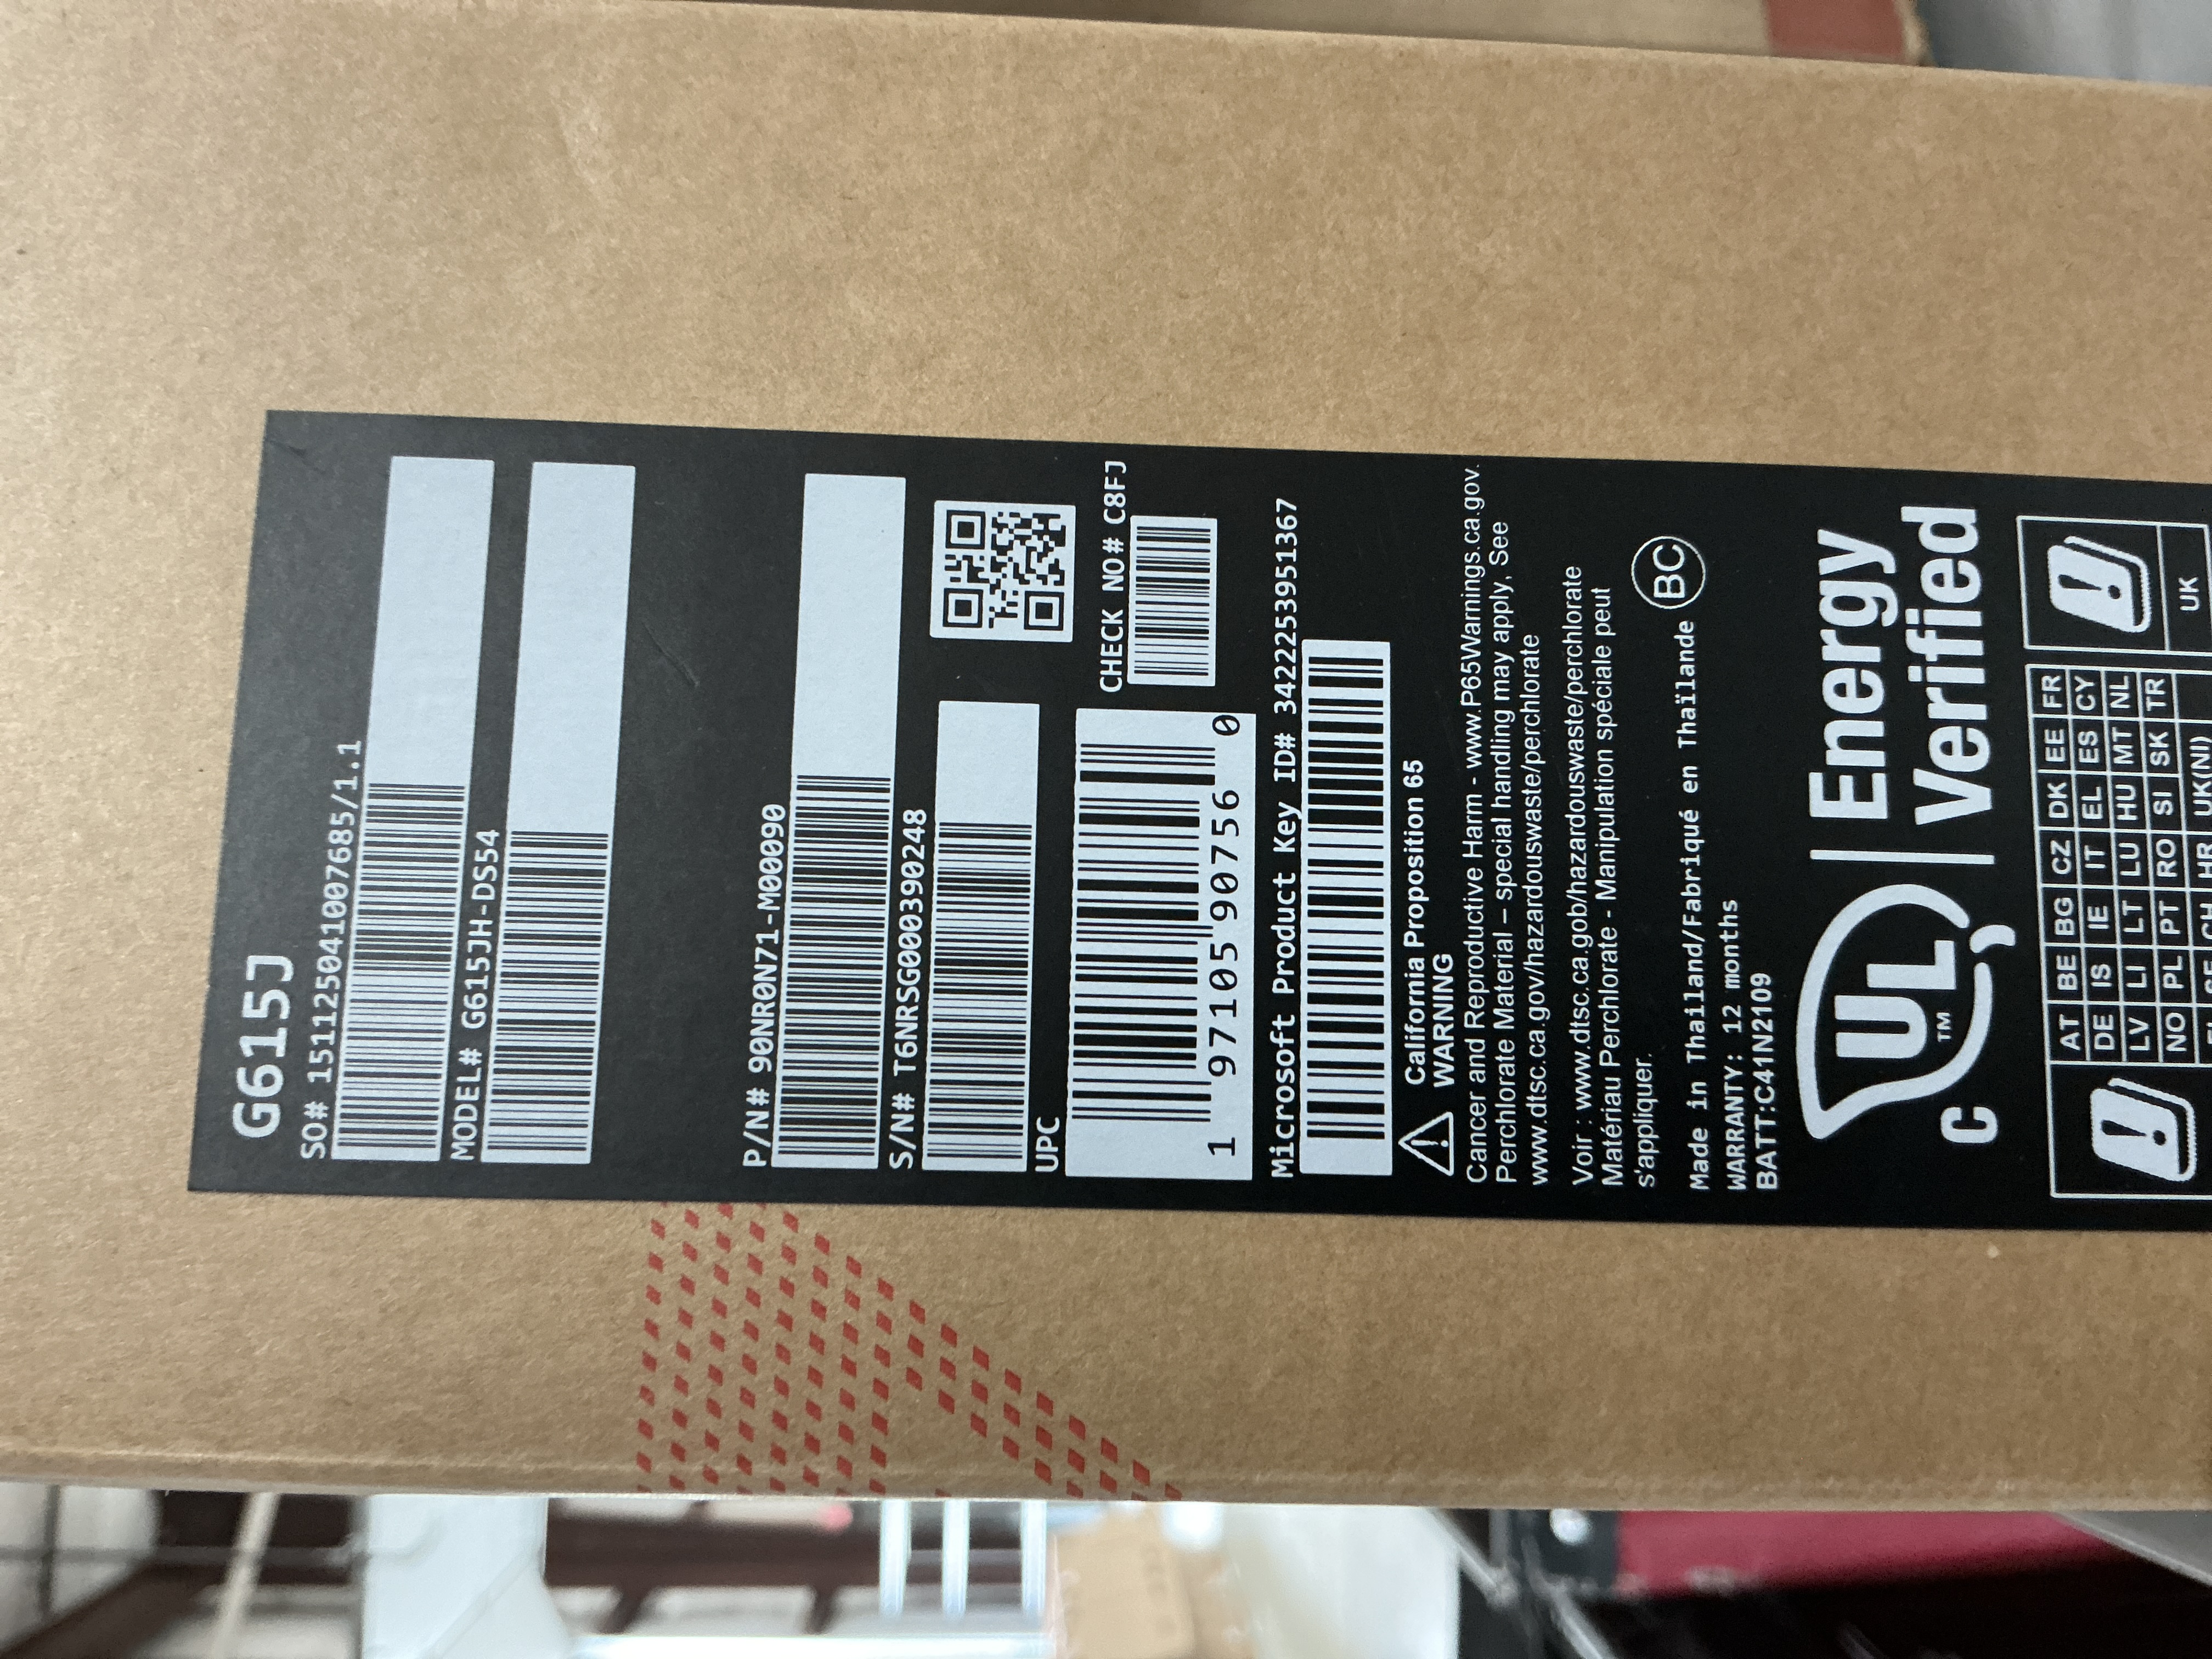 G615J
SO# 151125041007685/1.1
MODEL# G615JH-DS54
P/N# 90NR0N71-M00090
S/N# T6NRSG000390248
UPC
1 97105 90756 0
CHECK NO# C8FJ
Microsoft Product Key ID# 3422253951367
California Proposition 65
WARNING
Cancer and Reproductive Harm - www.P65Warnings.ca.gov.
Perchlorate Material – special handling may apply, See
www.dtsc.ca.gov/hazardouswaste/perchlorate
Voir : www.dtsc.ca.gob/hazardouswaste/perchlorate
Matériau Perchlorate - Manipulation spéciale peut
s'appliquer.
Made in Thailand/Fabriqué en Thaïlande BC
WARRANTY: 12 months
BATT:C41N2109
C UL™ Energy
Verified
AT BE BG CZ DK EE FR
DE IS IE IT EL ES CY
LV LI LT LU HU MT NL
NO PL PT RO SI SK TR
HR UK(NI)
UK